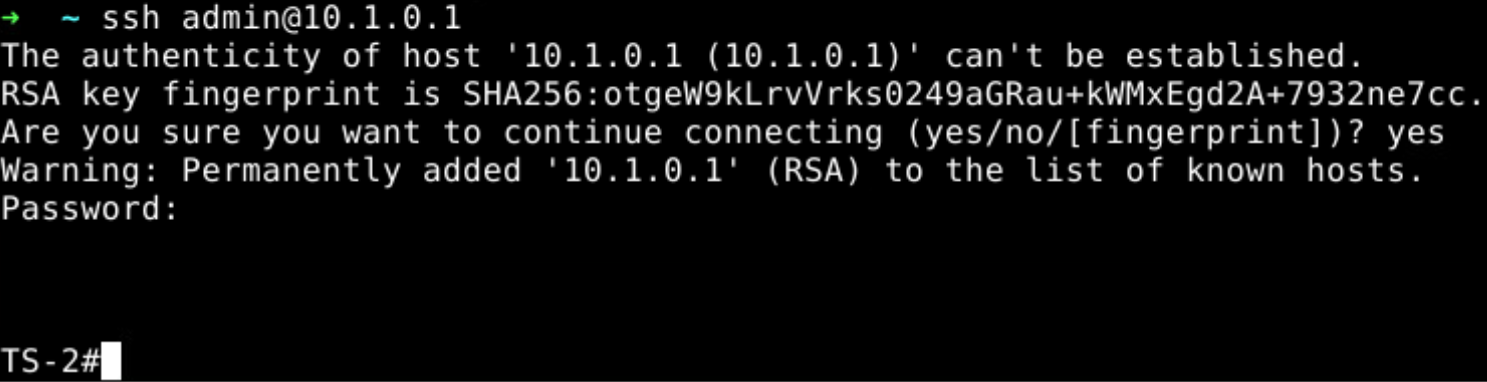 → ~ ssh admin@10.1.0.1
The authenticity of host '10.1.0.1 (10.1.0.1)' can't be established.
RSA key fingerprint is SHA256:otgeW9kLrvVrks0249aGRau+kWMxEgd2A+7932ne7cc.
Are you sure you want to continue connecting (yes/no/[fingerprint])? yes
Warning: Permanently added '10.1.0.1' (RSA) to the list of known hosts.
Password:
TS-2#